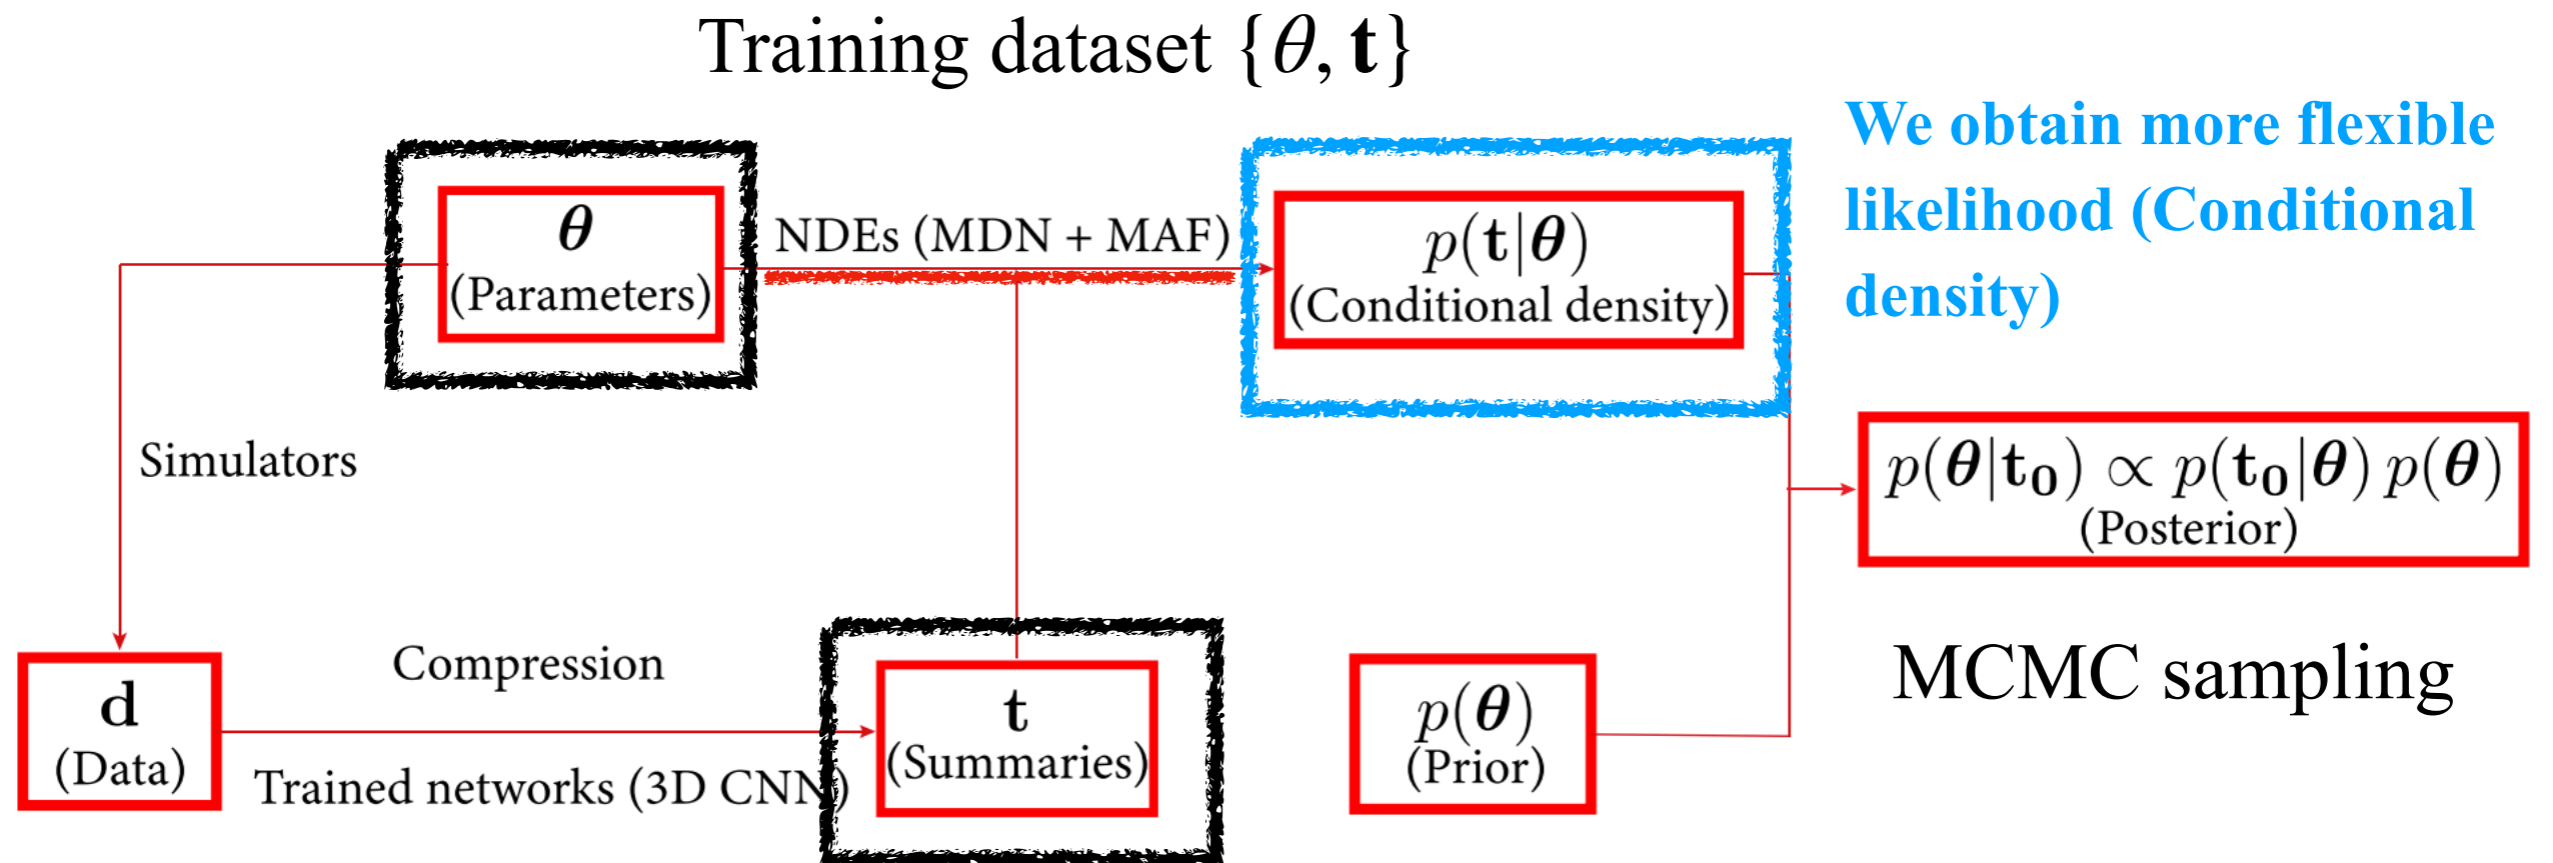 Training dataset {θ, t}
We obtain more flexible
likelihood (Conditional
density)
θ
(Parameters)
NDEs (MDN + MAF)
p(t|θ)
(Conditional density)
Simulators
p(θ|t₀) ∝ p(t₀|θ) p(θ)
(Posterior)
MCMC sampling
d
(Data)
Compression
Trained networks (3D CNN)
t
(Summaries)
p(θ)
(Prior)